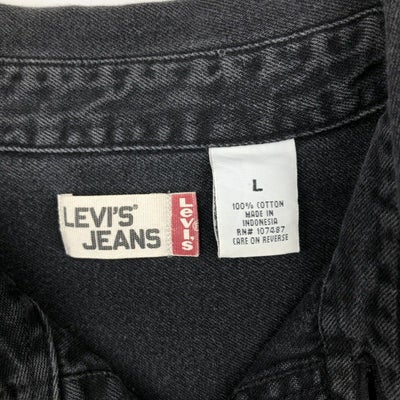 LEVI'S
JEANS
LEVI'S
L
100% COTTON
MADE IN
INDONESIA
RN# 107487
CARE ON REVERSE